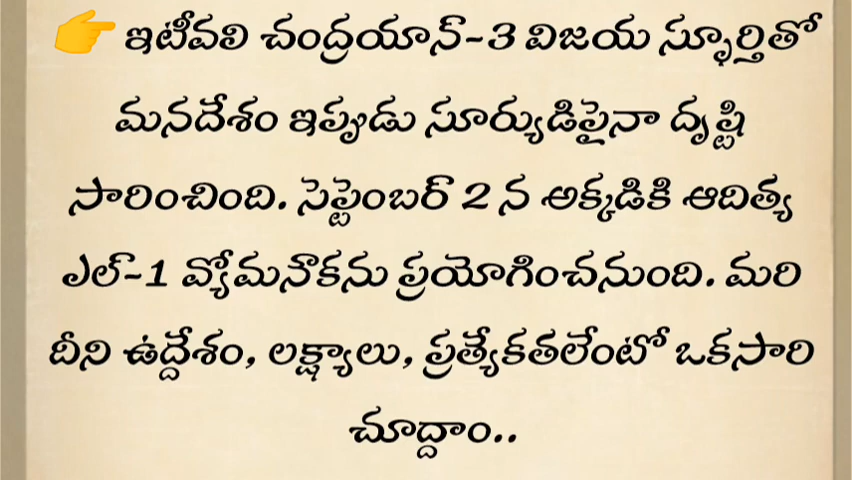 👉 ఇటీవలి చంద్రయాన్-3 విజయ స్ఫూర్తితో
మనదేశం ఇప్పుడు సూర్యుడిపైనా దృష్టి
సారించింది. సెప్టెంబర్ 2 న అక్కడికి ఆదిత్య
ఎల్-1 వ్యోమనౌకను ప్రయోగించనుంది. మరి
దీని ఉద్దేశం, లక్ష్యాలు, ప్రత్యేకతలేంటో ఒకసారి
చూద్దాం..